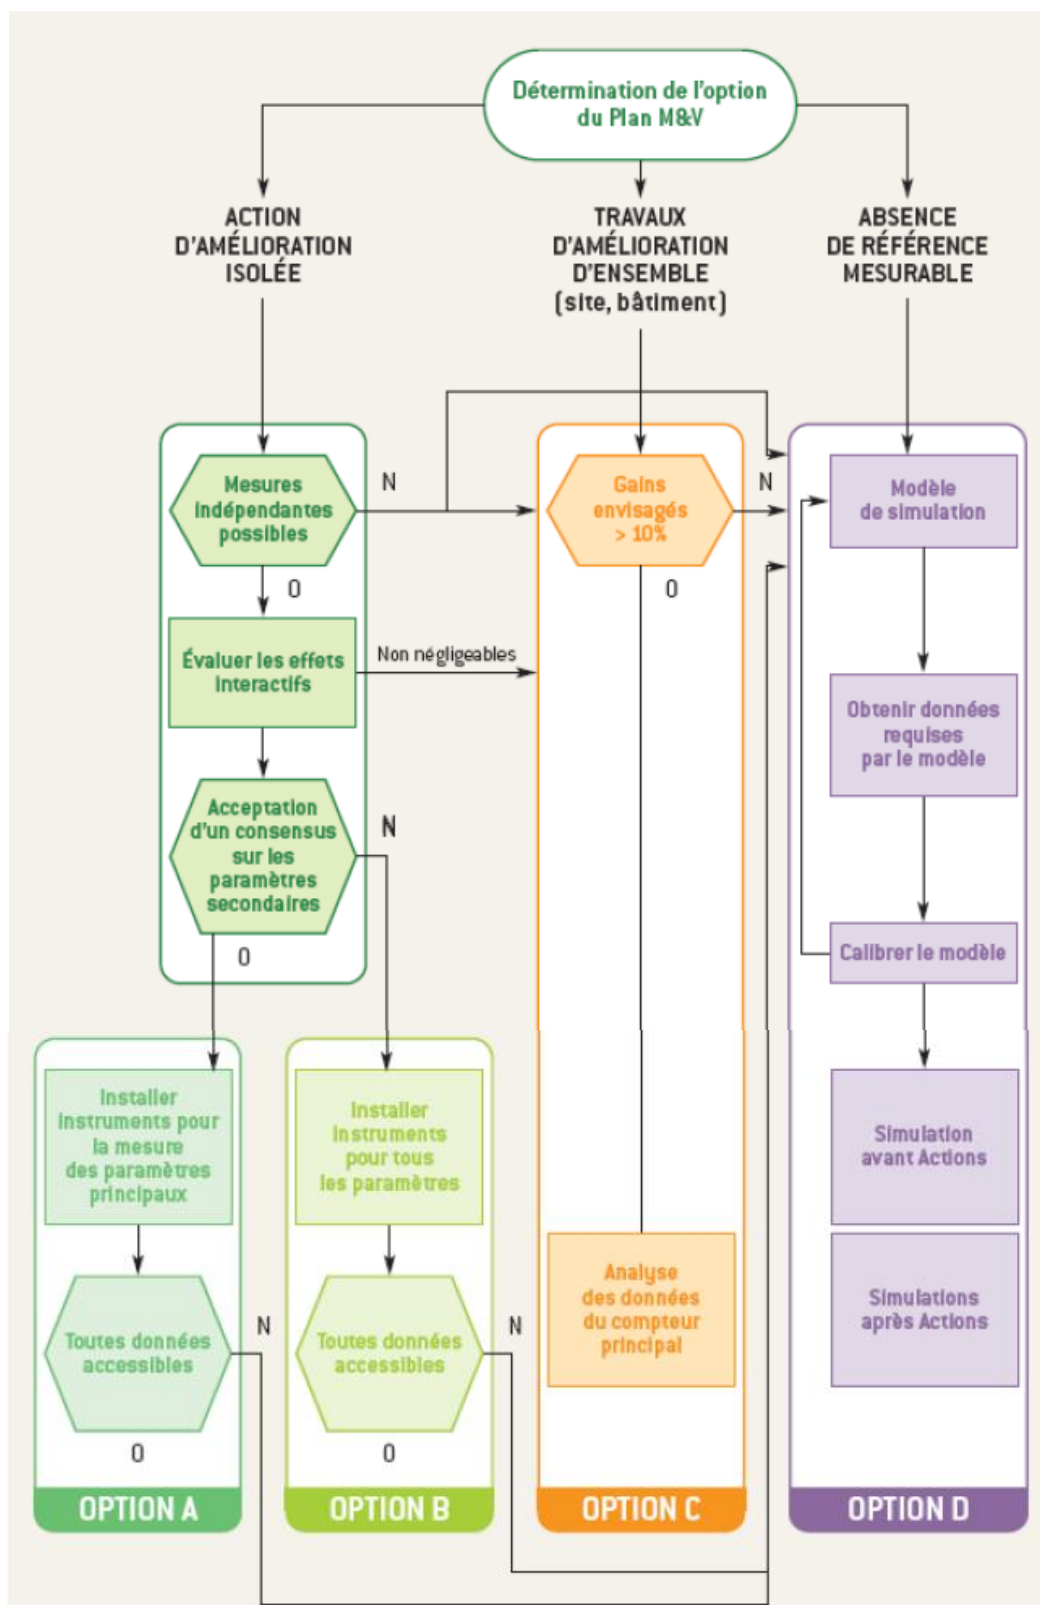 Détermination de l'option
du Plan M&V
ACTION
D'AMÉLIORATION
ISOLÉE
TRAVAUX
D'AMÉLIORATION
D'ENSEMBLE
(site, bâtiment)
ABSENCE
DE RÉFÉRENCE
MESURABLE
Mesures
indépendantes
possibles
N
O
Gains
envisagés
> 10%
N
O
Modèle
de simulation
Évaluer les effets
interactifs
Non négligeables
Obtenir données
requises
par le modèle
Acceptation
d'un consensus
sur les
paramètres
secondaires
N
O
Calibrer le modèle
Installer
instruments pour
la mesure
des paramètres
principaux
Installer
instruments
pour tous
les paramètres
Simulation
avant Actions
Analyse
des données
du compteur
principal
Simulations
après Actions
Toutes données
accessibles
N
O
Toutes données
accessibles
N
O
OPTION A
OPTION B
OPTION C
OPTION D